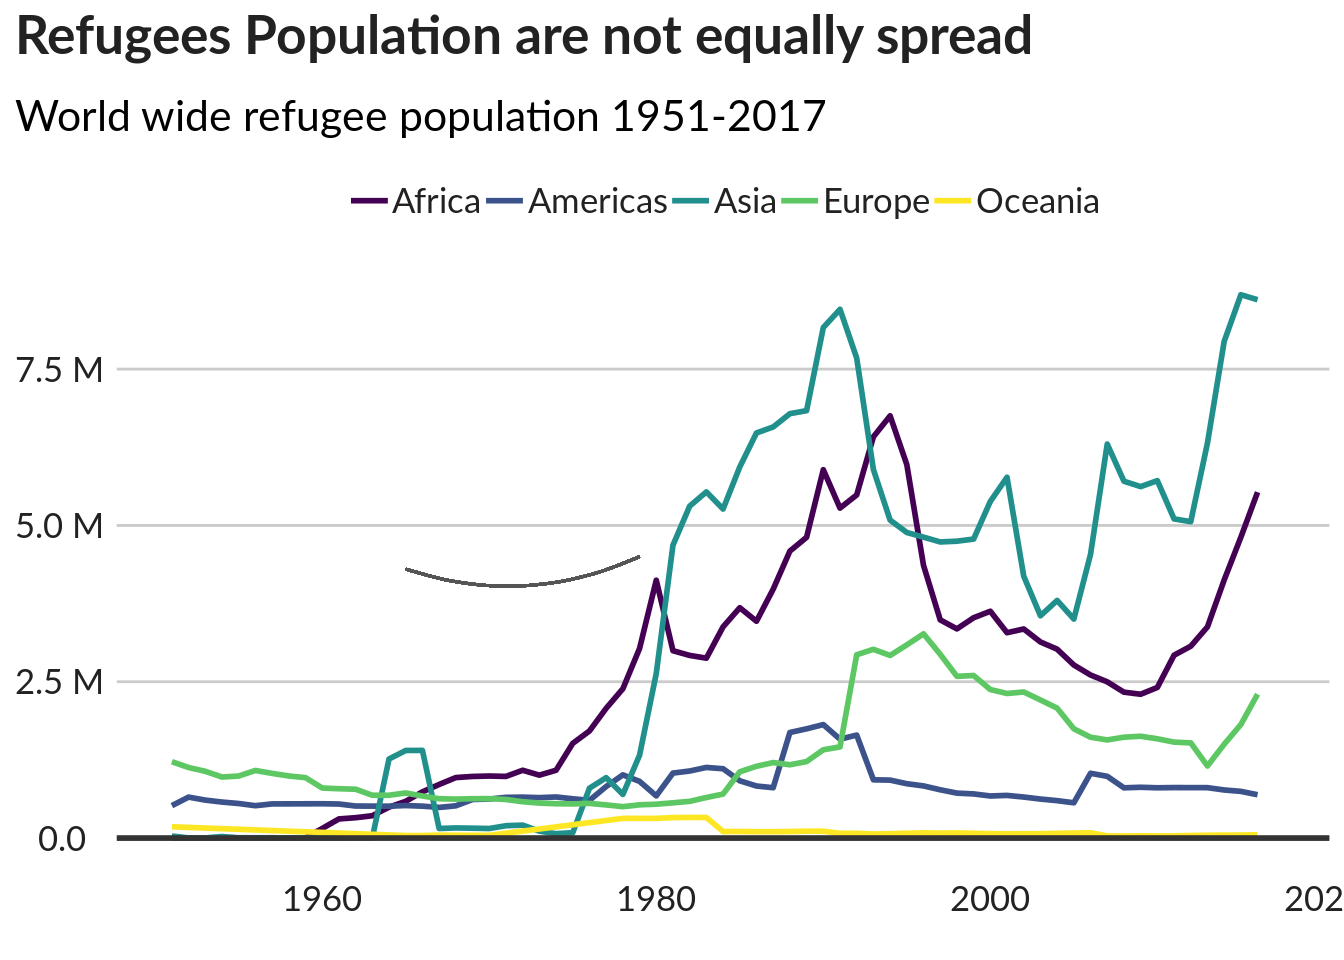 Refugees Population are not equally spread
World wide refugee population 1951-2017
Africa Americas Asia Europe Oceania
7.5 M
5.0 M
2.5 M
0.0
1960 1980 2000 202